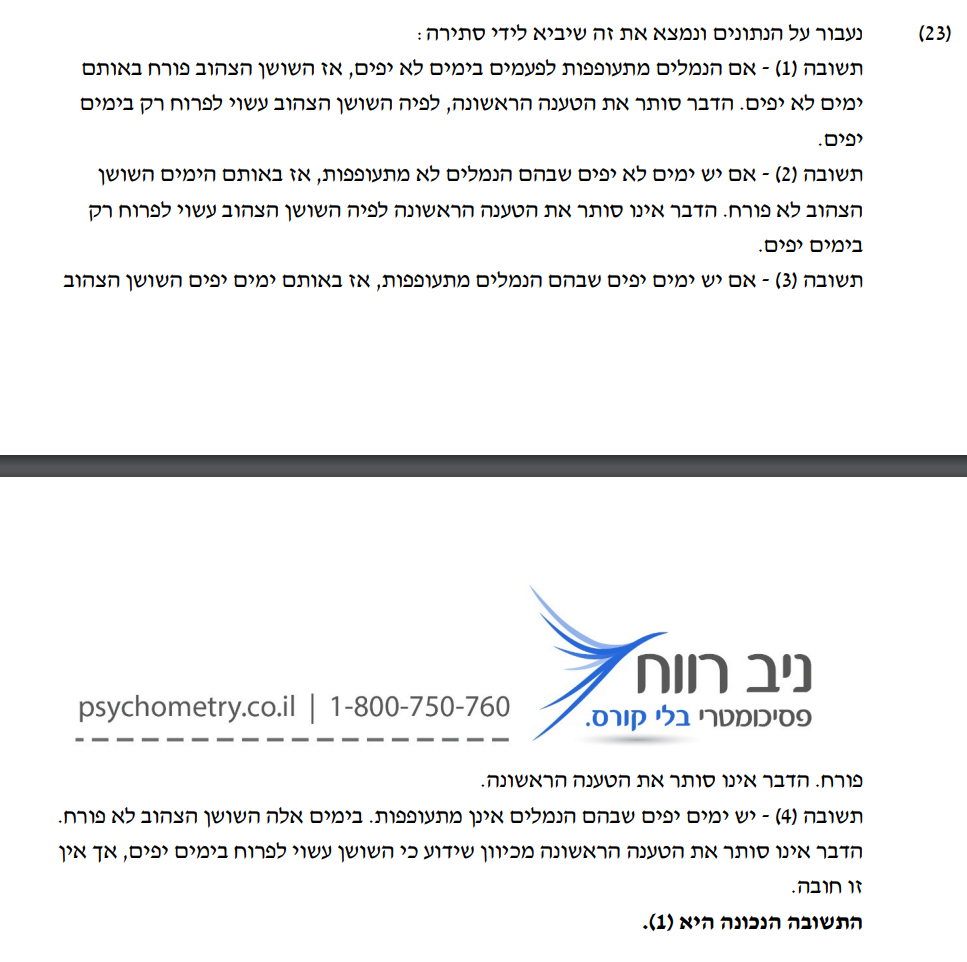 (23) נעבור על הנתונים ונמצא את זה שיביא לידי סתירה:
תשובה (1) - אם הנמלים מתעופפות לפעמים בימים לא יפים, אז השושן הצהוב פורח באותם
ימים לא יפים. הדבר סותר את הטענה הראשונה, לפיה השושן הצהוב עשוי לפרוח רק בימים
יפים.
תשובה (2) - אם יש ימים לא יפים שבהם הנמלים לא מתעופפות, אז באותם הימים השושן
הצהוב לא פורח. הדבר אינו סותר את הטענה הראשונה לפיה השושן הצהוב עשוי לפרוח רק
בימים יפים.
תשובה (3) - אם יש ימים יפים שבהם הנמלים מתעופפות, אז באותם ימים יפים השושן הצהוב
ניב רווח
פסיכומטרי בלי קורס.
psychometry.co.il | 1-800-750-760
פורח. הדבר אינו סותר את הטענה הראשונה.
תשובה (4) - יש ימים יפים שבהם הנמלים אינן מתעופפות. בימים אלה השושן הצהוב לא פורח.
הדבר אינו סותר את הטענה הראשונה מכיוון שידוע כי השושן עשוי לפרוח בימים יפים, אך אין
זו חובה.
התשובה הנכונה היא (1).